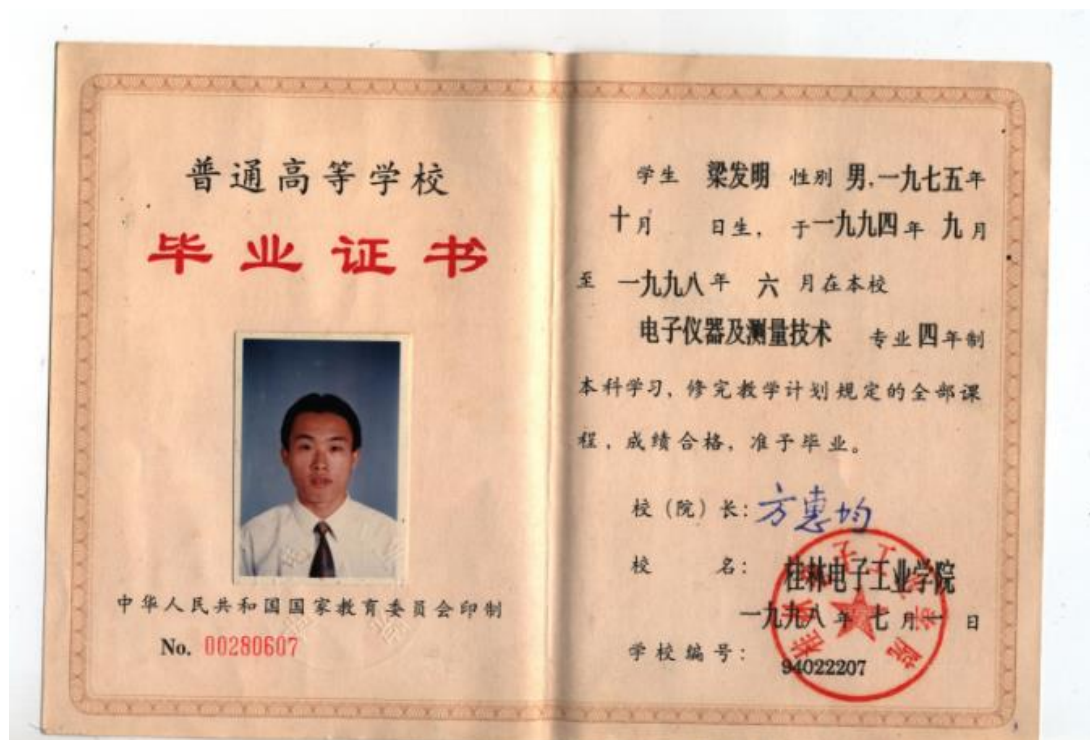 普通高等学校
毕业证书
中华人民共和国国家教育委员会印制
No. 00280607
学生 梁发明 性别 男,一九七五年
十月 日生, 于一九九四年 九月
至 一九九八年 六 月在本校
电子仪器及测量技术 专业四年制
本科学习, 修完教学计划规定的全部课
程, 成绩合格, 准予毕业。
校(院)长: 方惠均
校 名: 桂林电子工业学院
一九九八年 七月 日
学校编号: 94022207